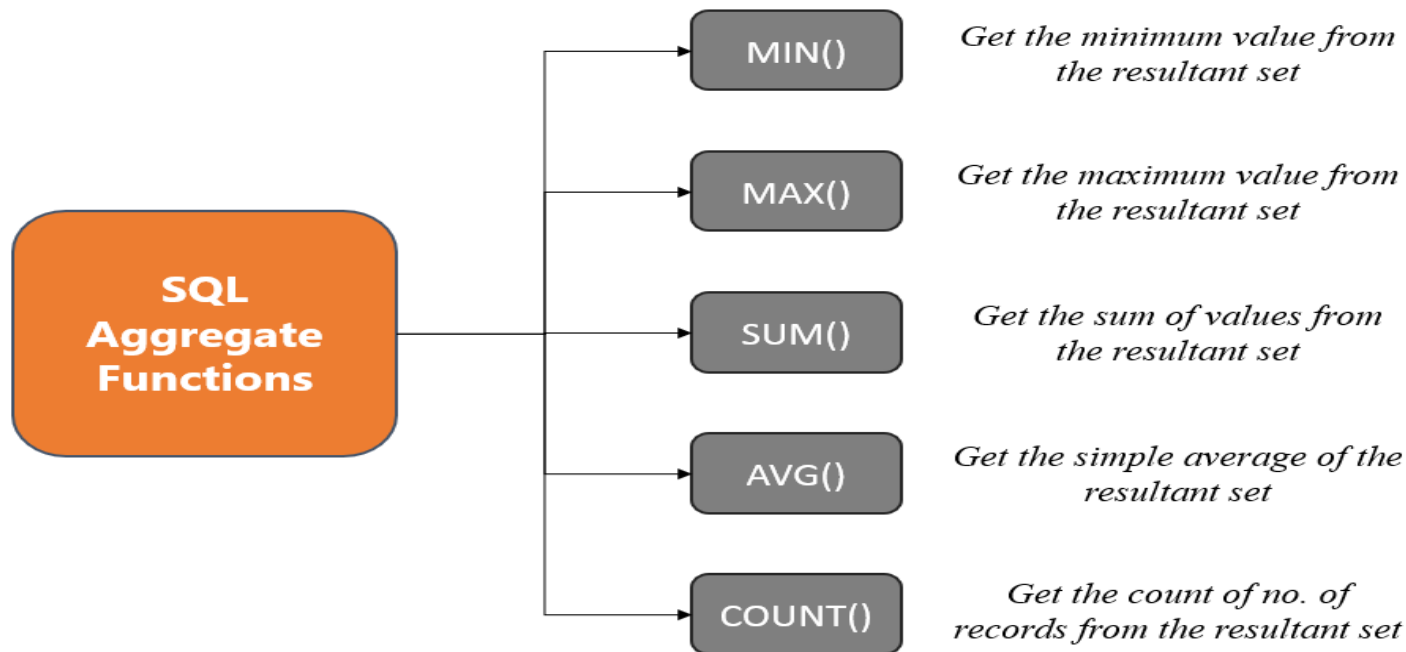 SQL
Aggregate
Functions
MIN()
Get the minimum value from
the resultant set
MAX()
Get the maximum value from
the resultant set
SUM()
Get the sum of values from
the resultant set
AVG()
Get the simple average of the
resultant set
COUNT()
Get the count of no. of
records from the resultant set